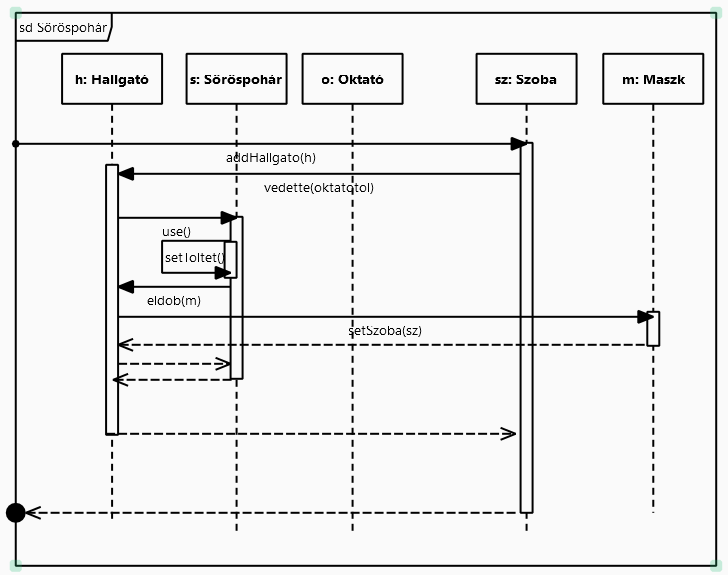 sd Söröspohár
h: Hallgató
s: Söröspohár
o: Oktató
sz: Szoba
m: Maszk
addHallgato(h)
vedette(oktatotol)
use()
setToltet()
eldob(m)
setSzoba(sz)